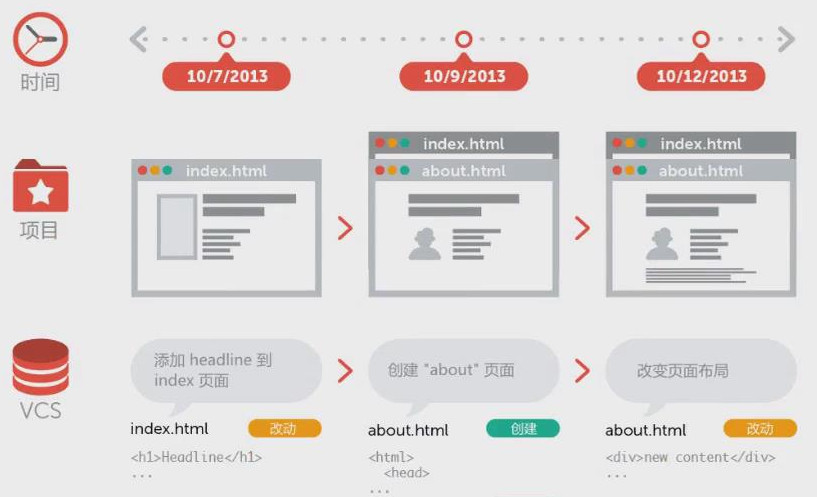 时间
10/7/2013
10/9/2013
10/12/2013
项目
index.html
index.html
about.html
index.html
about.html
VCS
添加 headline 到
index 页面
创建 "about" 页面
改变页面布局
index.html
改动
about.html
创建
about.html
改动
<h1>Headline</h1>
...
<html>
<head>
...
<div>new content</div>
...